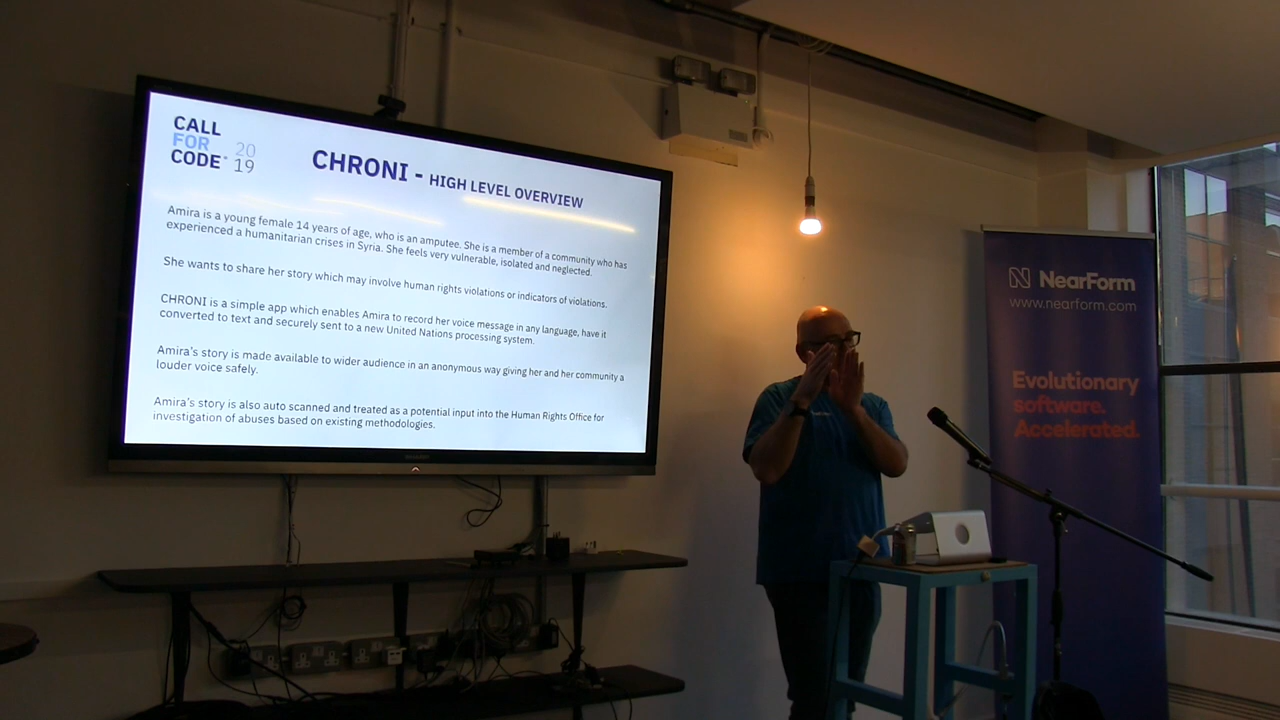 CALL
FOR 20
CODE 19
CHRONI - HIGH LEVEL OVERVIEW
Amira is a young female 14 years of age, who is an amputee. She is a member of a community who has
experienced a humanitarian crises in Syria. She feels very vulnerable, isolated and neglected.
She wants to share her story which may involve human rights violations or indicators of violations.
CHRONI is a simple app which enables Amira to record her voice message in any language, have it
converted to text and securely sent to a new United Nations processing system.
Amira's story is made available to wider audience in an anonymous way giving her and her community a
louder voice safely.
Amira's story is also auto scanned and treated as a potential input into the Human Rights Office for
investigation of abuses based on existing methodologies.
NearForm
www.nearform.com
Evolutionary
software.
Accelerated.